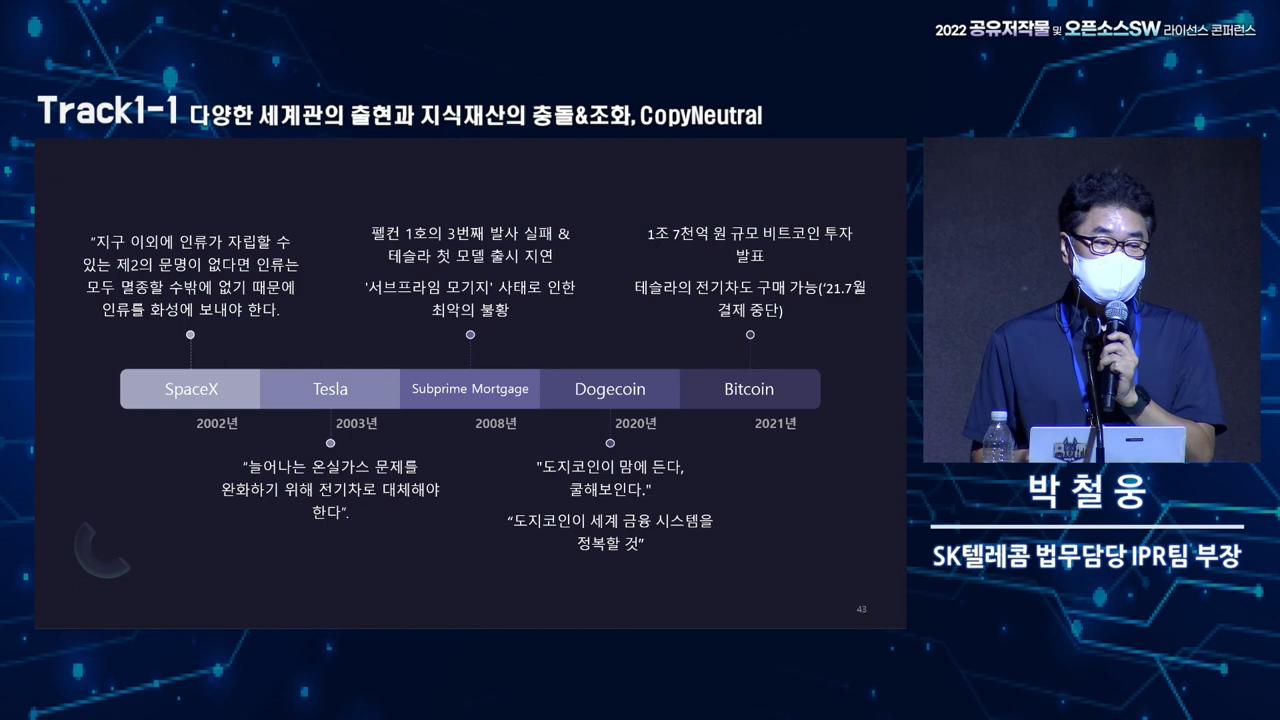 2022 공유저작물 및 오픈소스SW 라이선스 콘퍼런스
Track1-1 다양한 세계관의 출현과 지식재산의 충돌&조화, CopyNeutral
“지구 이외에 인류가 자립할 수
있는 제2의 문명이 없다면 인류는
모두 멸종할 수밖에 없기 때문에
인류를 화성에 보내야 한다.
펠컨 1호의 3번째 발사 실패 &
테슬라 첫 모델 출시 지연
'서브프라임 모기지' 사태로 인한
최악의 불황
1조 7천억 원 규모 비트코인 투자
발표
테슬라의 전기차도 구매 가능(‘21.7월
결제 중단)
SpaceX
Tesla
Subprime Mortgage
Dogecoin
Bitcoin
2002년
2003년
2008년
2020년
2021년
“늘어나는 온실가스 문제를
완화하기 위해 전기차로 대체해야
한다”.
"도지코인이 맘에 든다,
쿨해보인다."
“도지코인이 세계 금융 시스템을
정복할 것”
43
박 철 웅
SK텔레콤 법무담당 IPR팀 부장